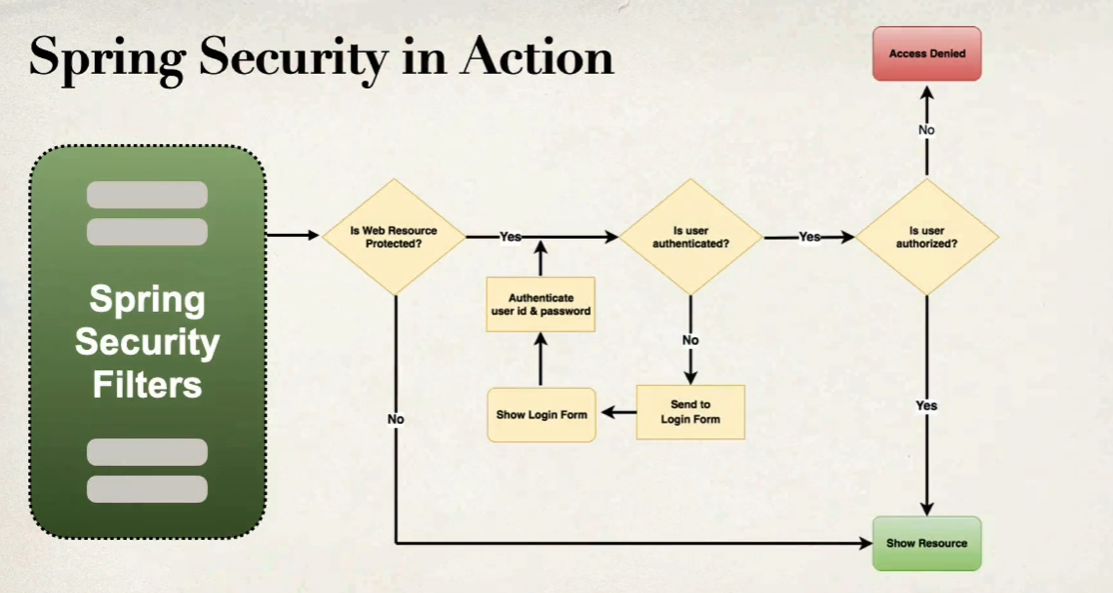 Spring Security in Action
Access Denied
No
Is Web Resource
Protected?
Yes
Is user
authenticated?
Yes
Is user
authorized?
Spring
Security
Filters
Authenticate
user id & password
No
Show Login Form
Send to
Login Form
No
Yes
Show Resource